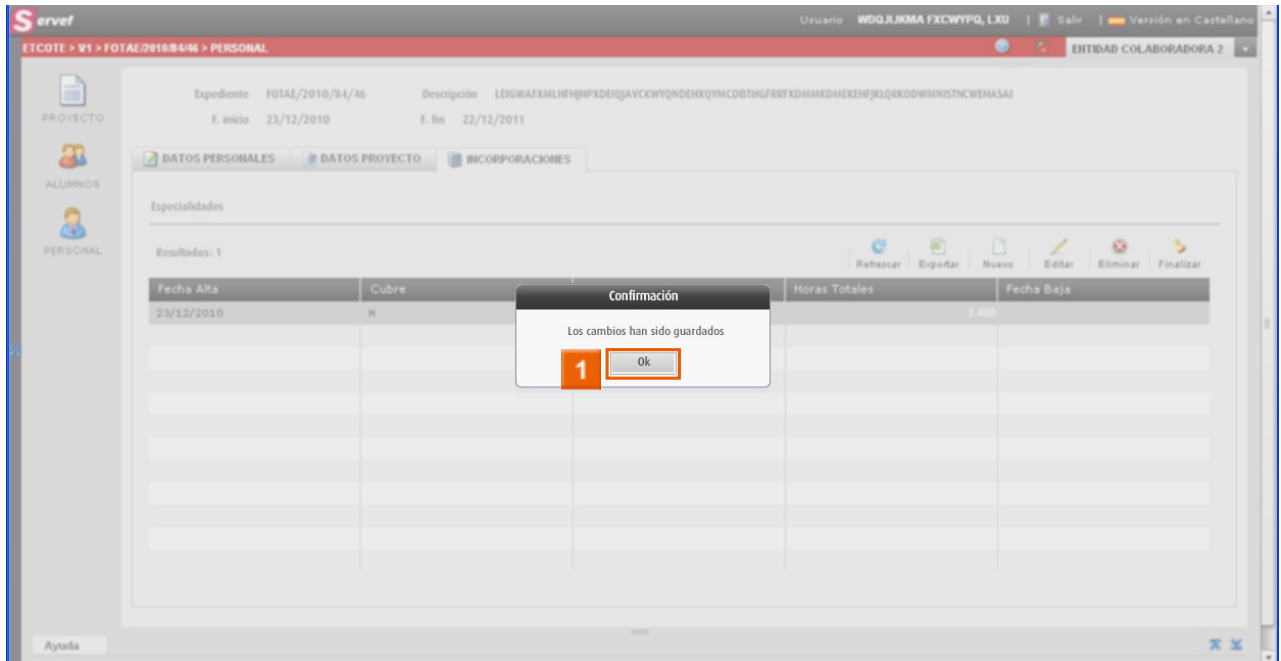 Servef
Usuario WDQJIJKMA FXCWYPQ, LXU | Salir | Versión en Castellano
ETCOTE > V1 > FOTAE/2010/84/46 > PERSONAL
ENTIDAD COLABORADORA 2
PROYECTO
ALUMNOS
PERSONAL
Expediente FOTAE/2010/84/46 Descripción
F. inicio 23/12/2010 F. fin 22/12/2011
DATOS PERSONALES DATOS PROYECTO INCORPORACIONES
Especialidades
Resultados: 1
Refrescar Exportar Nuevo Editar Eliminar Finalizar
Fecha Alta Cubre Horas Totales Fecha Baja
23/12/2010 N 2.400
Confirmación
Los cambios han sido guardados
1 Ok
Ayuda